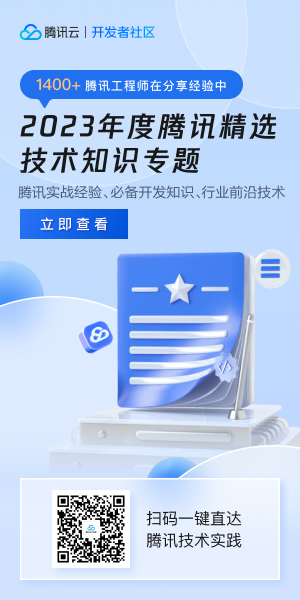 腾讯云 | 开发者社区
1400+ 腾讯工程师在分享经验中
2023年度腾讯精选
技术知识专题
腾讯实战经验、必备开发知识、行业前沿技术
立即查看
扫码一键直达
腾讯技术实践